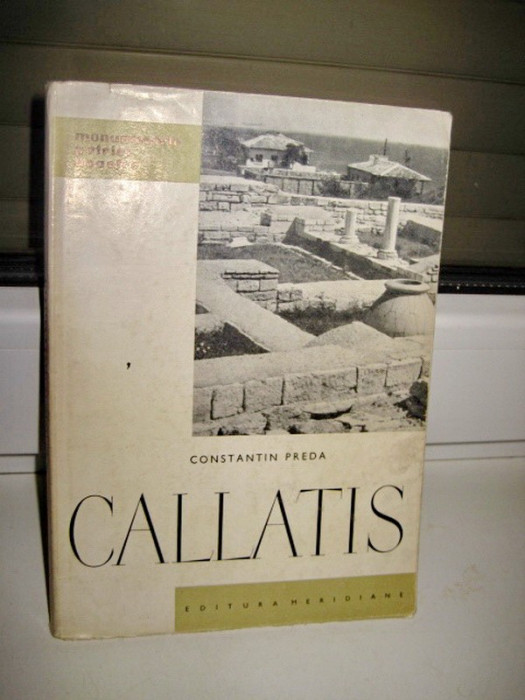 monumentele
patriei
noastre
CONSTANTIN PREDA
CALLATIS
EDITURA MERIDIANE